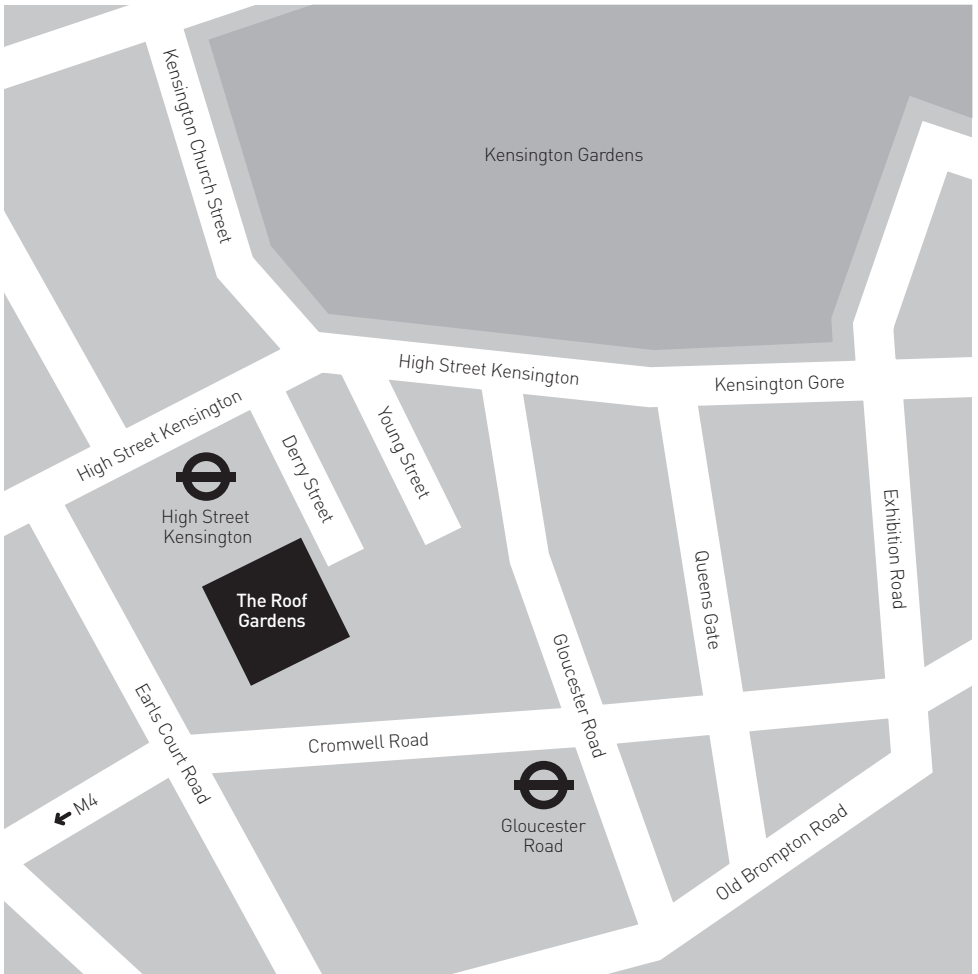 Kensington Church Street
Kensington Gardens
High Street Kensington
Kensington Gore
High Street Kensington
Derry Street
Young Street
High Street
Kensington
Exhibition Road
Queens Gate
The Roof
Gardens
Gloucester Road
Earls Court Road
Cromwell Road
M4
Gloucester
Road
Old Brompton Road